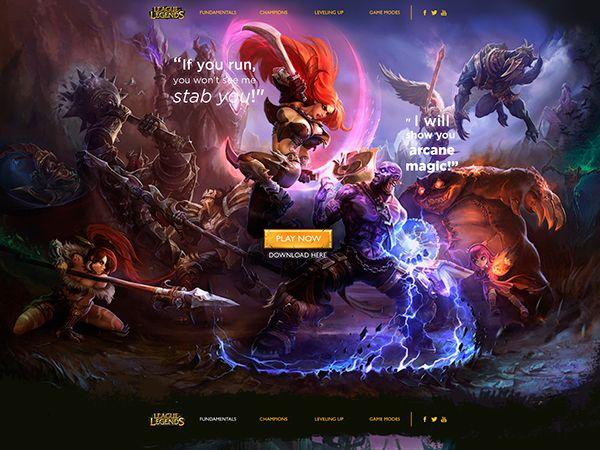 LEAGUE OF LEGENDS FUNDAMENTALS CHAMPIONS LEVELING UP GAME MODES
"If you run,
you won't see me
stab you!"
" I will
show you
arcane
magic!"
PLAY NOW
DOWNLOAD HERE
LEAGUE OF LEGENDS FUNDAMENTALS CHAMPIONS LEVELING UP GAME MODES